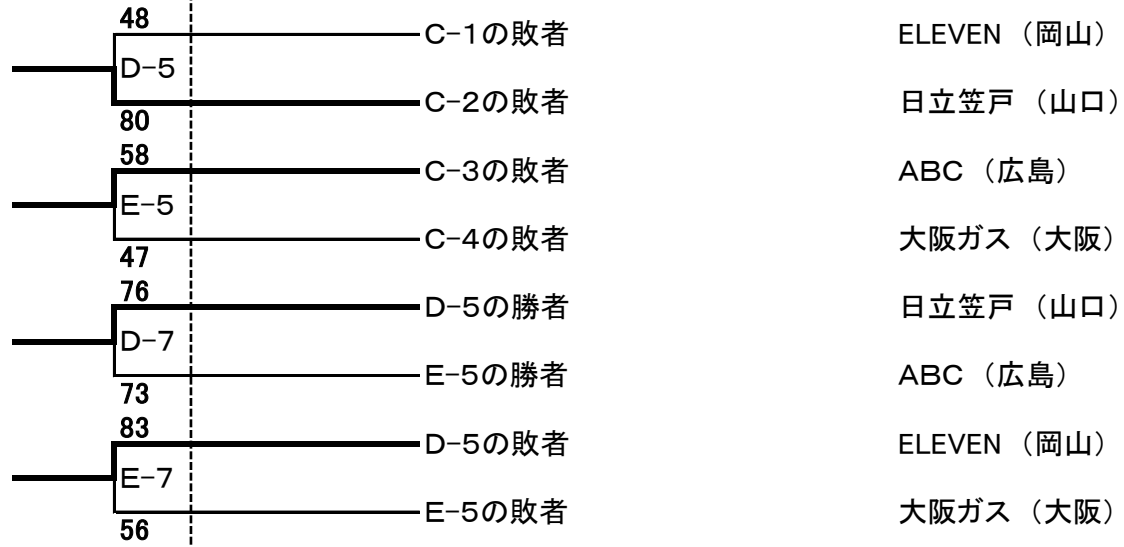 48
C-1の敗者 ELEVEN （岡山）
D-5
C-2の敗者 日立笠戸 （山口）
80
58
C-3の敗者 ABC （広島）
E-5
C-4の敗者 大阪ガス （大阪）
47
76
D-5の勝者 日立笠戸 （山口）
D-7
E-5の勝者 ABC （広島）
73
83
D-5の敗者 ELEVEN （岡山）
E-7
E-5の敗者 大阪ガス （大阪）
56